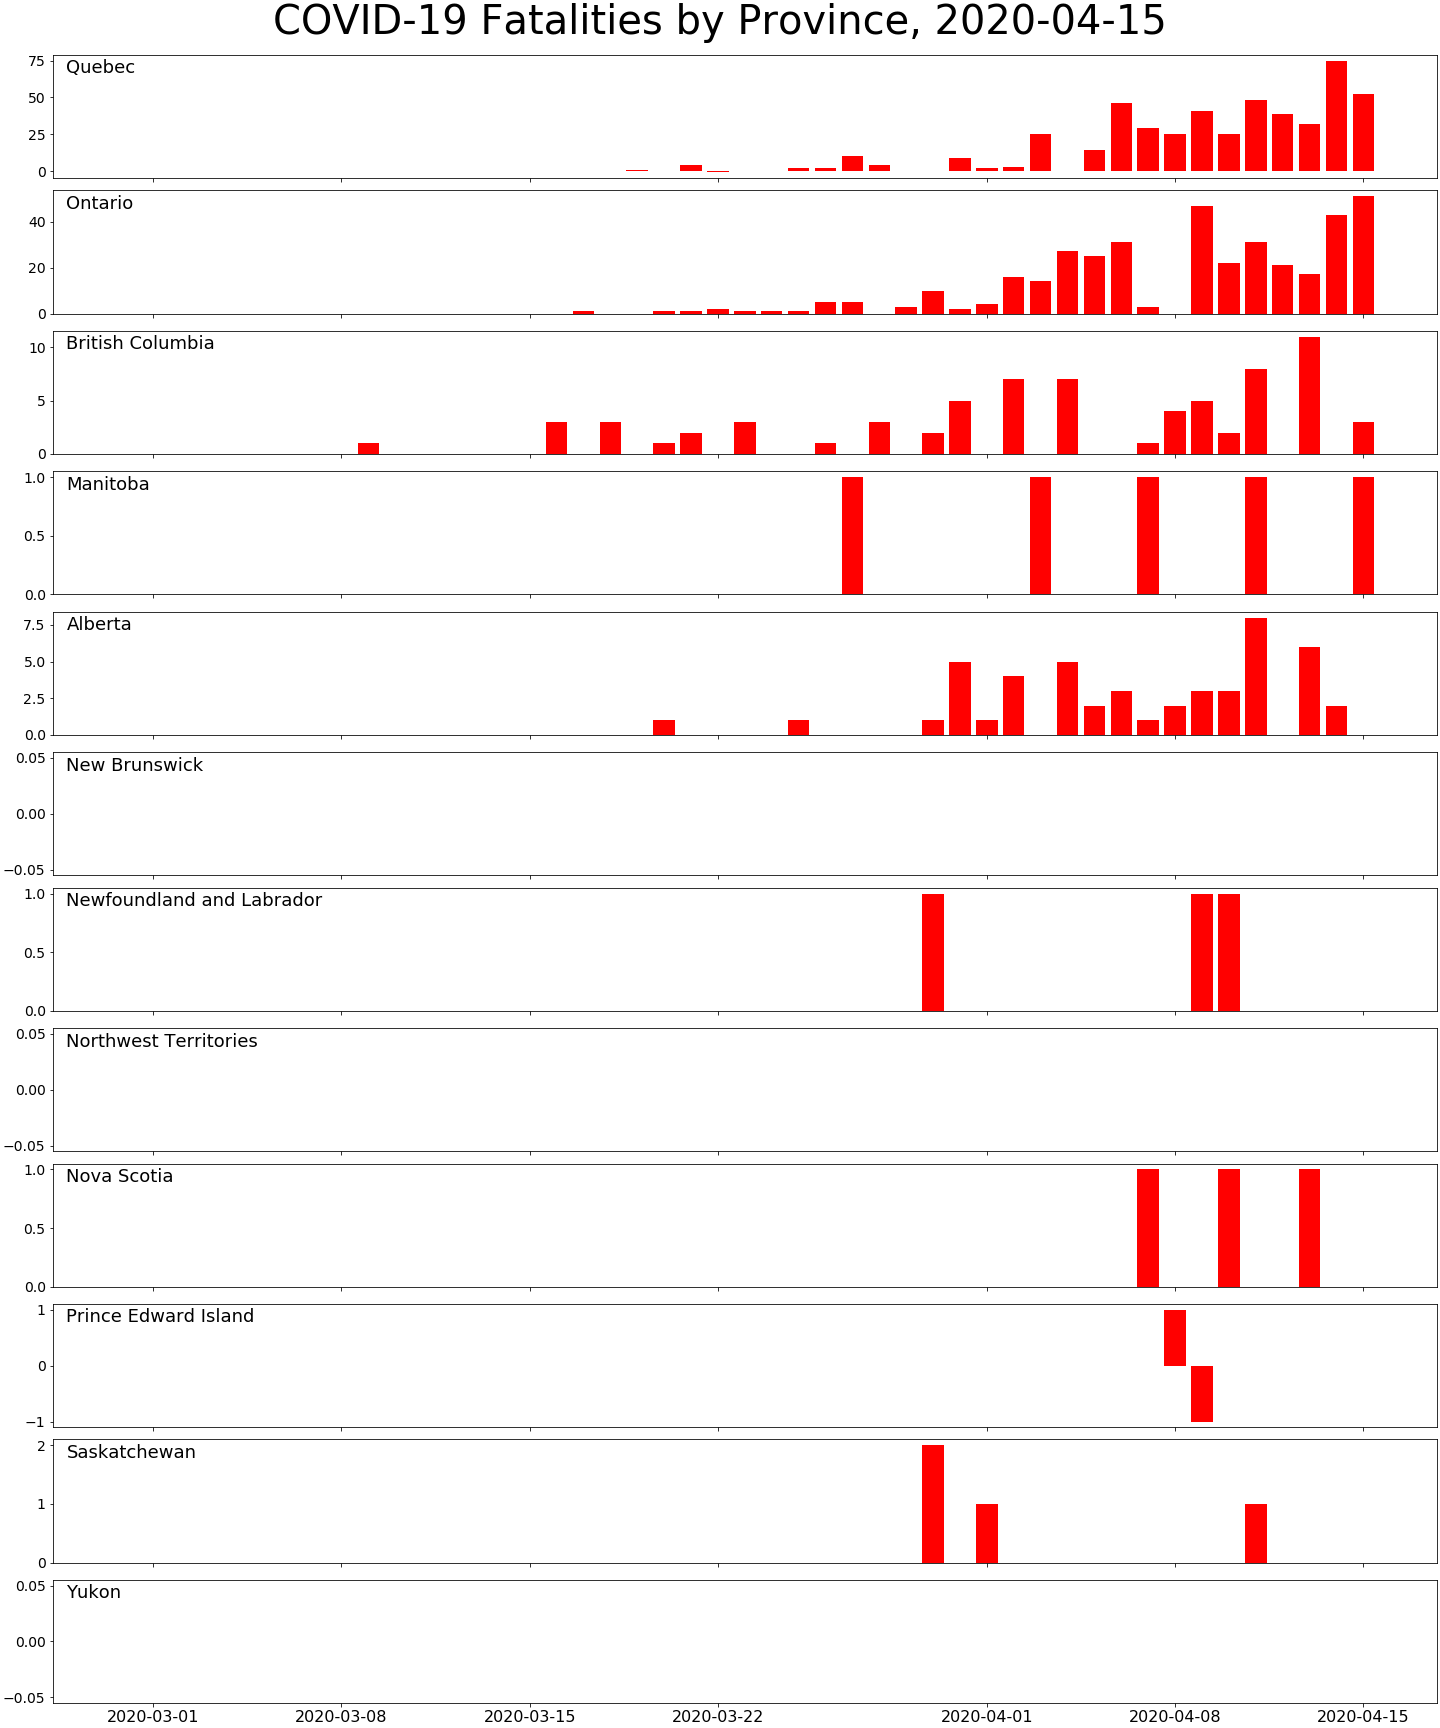 COVID-19 Fatalities by Province, 2020-04-15
Quebec
75
50
25
0
Ontario
40
20
0
British Columbia
10
5
0
Manitoba
1.0
0.5
0.0
Alberta
7.5
5.0
2.5
0.0
New Brunswick
0.05
0.00
−0.05
Newfoundland and Labrador
1.0
0.5
0.0
Northwest Territories
0.05
0.00
−0.05
Nova Scotia
1.0
0.5
0.0
Prince Edward Island
1
0
−1
Saskatchewan
2
1
0
Yukon
0.05
0.00
−0.05
2020-03-01 2020-03-08 2020-03-15 2020-03-22 2020-04-01 2020-04-08 2020-04-15